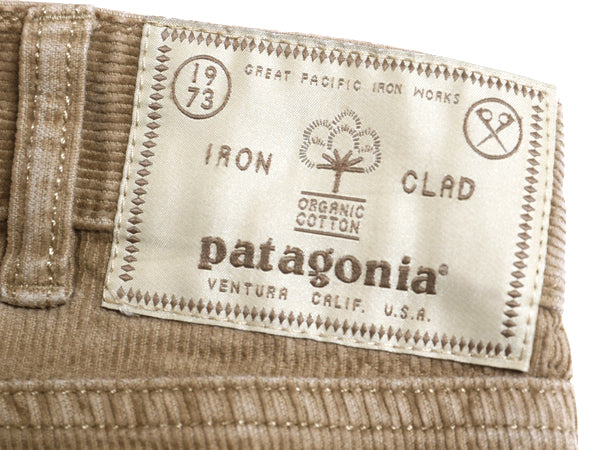 19
73
GREAT PACIFIC IRON WORKS
IRON CLAD
ORGANIC
COTTON
patagonia®
VENTURA CALIF. U.S.A.